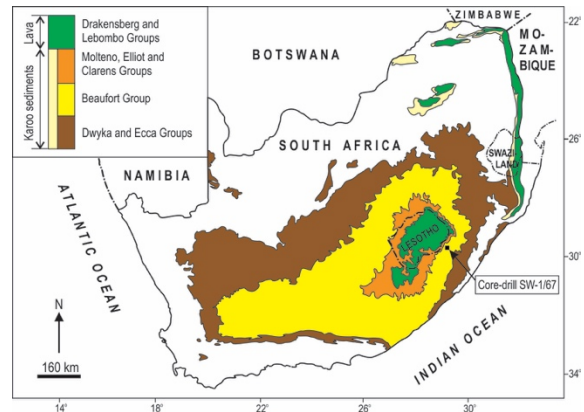 Lava
Karoo sediments
Drakensberg and
Lebombo Groups
Molteno, Elliot and
Clarens Groups
Beaufort Group
Dwyka and Ecca Groups
ZIMBABWE
22°
MO-
ZAM-
BIQUE
BOTSWANA
24°
SOUTH AFRICA
SWAZI-
LAND
26°
NAMIBIA
ATLANTIC OCEAN
LESOTHO
Core-drill SW-1/67
N
160 km
INDIAN OCEAN
31°
34°
14°
18°
22°
26°
30°